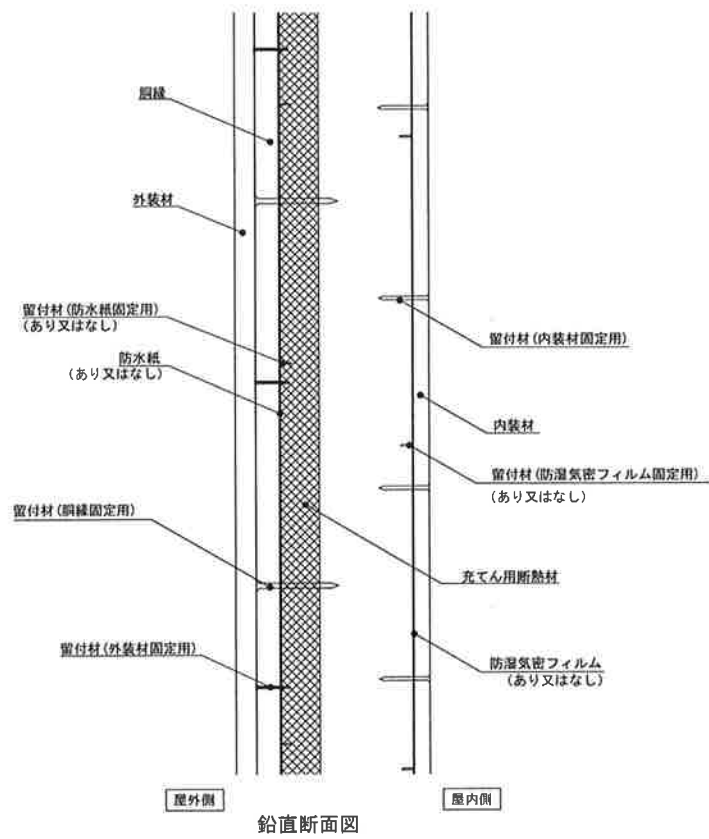 胴縁
外装材
留付材(防水紙固定用)
(あり又はなし)
防水紙
(あり又はなし)
留付材(胴縁固定用)
留付材(外装材固定用)
留付材(内装材固定用)
内装材
留付材(防湿気密フィルム固定用)
(あり又はなし)
充てん用断熱材
防湿気密フィルム
(あり又はなし)
屋外側
屋内側
鉛直断面図